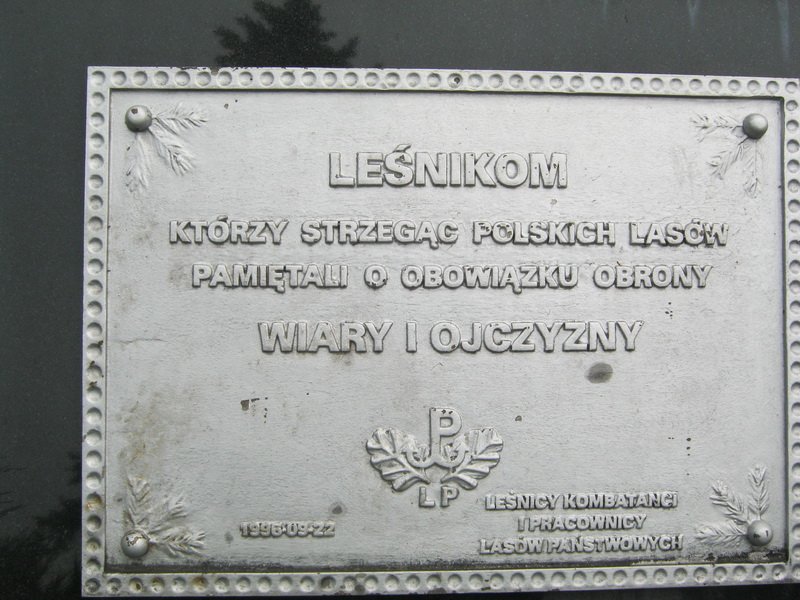 LEŚNIKOM
KTÓRZY STRZEGĄC POLSKICH LASÓW
PAMIĘTALI O OBOWIĄZKU OBRONY
WIARY I OJCZYZNY
P
LP
1996-09-22
LEŚNICY KOMBATANCI
I PRACOWNICY
LASÓW PAŃSTWOWYCH